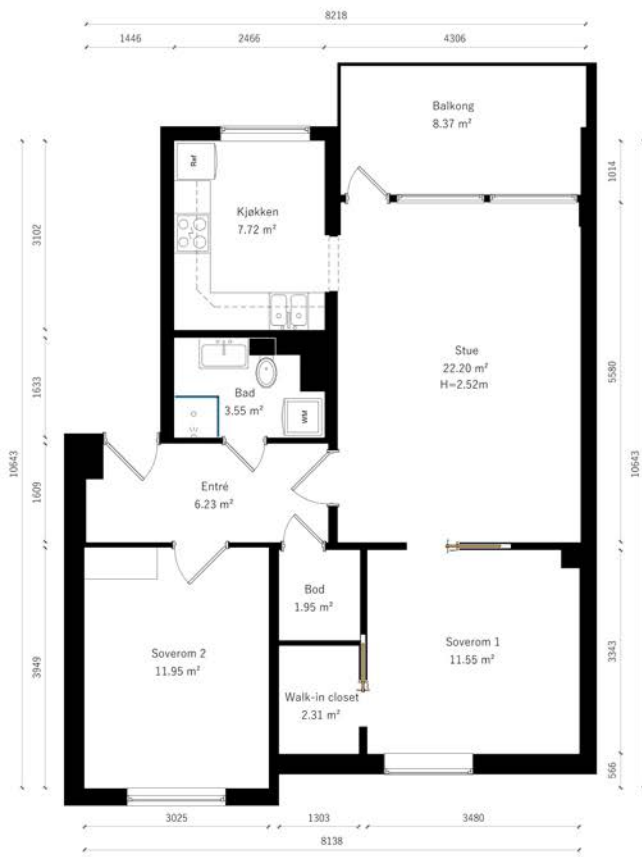 8218
1446
2466
4306
Balkong
8.37 m²
1014
Raf
Kjøkken
7.72 m²
3102
Stue
22.20 m²
H=2.52m
5580
Bad
3.55 m²
WM
1633
10643
10643
Entré
6.23 m²
1609
Bod
1.95 m²
Soverom 1
11.55 m²
3343
Soverom 2
11.95 m²
3949
Walk-in closet
2.31 m²
566
3025
1303
3480
8138